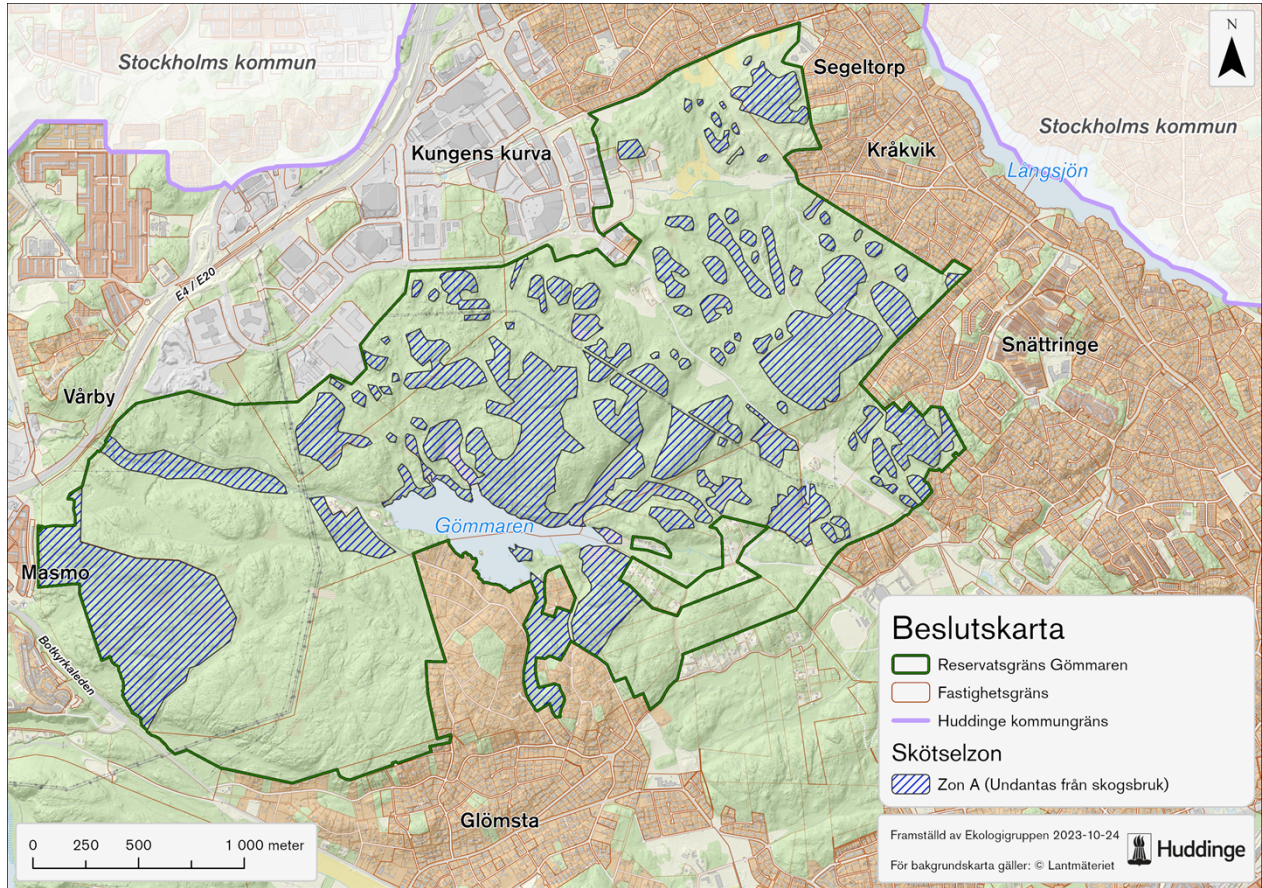 N
Stockholms kommun
Segeltorp
Stockholms kommun
Kungens kurva
Kråkvik
Långsjön
E4 / E20
Snättringe
Vårby
Gömmaren
Masmo
Botkyrkaleden
Glömsta
Beslutskarta
Reservatsgräns Gömmaren
Fastighetsgräns
Huddinge kommungräns
Skötselzon
Zon A (Undantas från skogsbruk)
0 250 500 1 000 meter
Framställd av Ekologigruppen 2023-10-24
För bakgrundskarta gäller: © Lantmäteriet
Huddinge